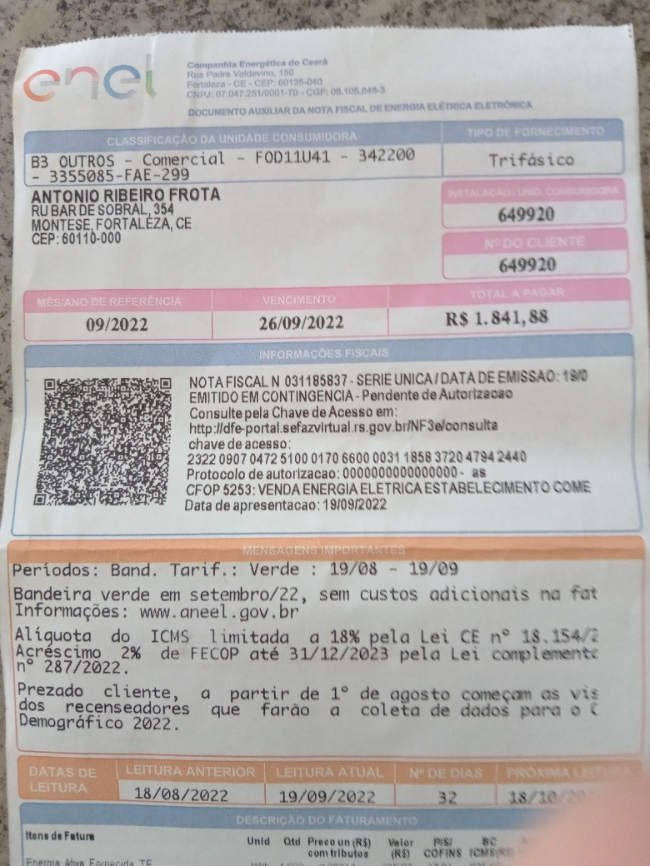 enel
Companhia Energética do Ceará
Rua Padre Valdevino, 150
Fortaleza - CE - CEP: 60135-040
CNPJ: 07.047.251/0001-70 - CGF: 06.105.848-3
DOCUMENTO AUXILIAR DA NOTA FISCAL DE ENERGIA ELÉTRICA ELETRÔNICA
CLASSIFICAÇÃO DA UNIDADE CONSUMIDORA
TIPO DE FORNECIMENTO
B3 OUTROS - Comercial - FOD11U41 - 342200
- 3355085-FAE-299
Trifásico
ANTONIO RIBEIRO FROTA
RU BAR DE SOBRAL, 354
MONTESE, FORTALEZA, CE
CEP: 60110-000
INSTALAÇÃO / UNID. CONSUMIDORA
649920
Nº DO CLIENTE
649920
MÊS/ANO DE REFERÊNCIA
VENCIMENTO
TOTAL A PAGAR
09/2022
26/09/2022
R$ 1.841,88
INFORMAÇÕES FISCAIS
NOTA FISCAL N 031185837 - SERIE UNICA / DATA DE EMISSAO: 19/0
EMITIDO EM CONTINGENCIA - Pendente de Autorizacao
Consulte pela Chave de Acesso em:
http://dfe-portal.sefazvirtual.rs.gov.br/NF3e/consulta
chave de acesso:
2322 0907 0472 5100 0170 6600 0031 1858 3720 4794 2440
Protocolo de autorizacao: 0000000000000000 - as
CFOP 5253: VENDA ENERGIA ELETRICA ESTABELECIMENTO COME
Data de apresentacao: 19/09/2022
MENSAGENS IMPORTANTES
Períodos: Band. Tarif.: Verde : 19/08 - 19/09
Bandeira verde em setembro/22, sem custos adicionais na fat
Informações: www.aneel.gov.br
Alíquota do ICMS limitada a 18% pela Lei CE nº 18.154/2
Acréscimo 2% de FECOP até 31/12/2023 pela Lei complemente
nº 287/2022.
Prezado cliente, a partir de 1º de agosto começam as vis
dos recenseadores que farão a coleta de dados para o C
Demográfico 2022.
DATAS DE
LEITURA
LEITURA ANTERIOR
LEITURA ATUAL
Nº DE DIAS
PRÓXIMA LEITURA
18/08/2022
19/09/2022
32
18/10/202
DESCRIÇÃO DO FATURAMENTO
Itens de Fatura
Unid
Qtd
Preco un (R$)
com tributos
Valor
(R$)
PIS/
COFINS
BC
ICMS(R$)
Energia Ativa Fornecida TE